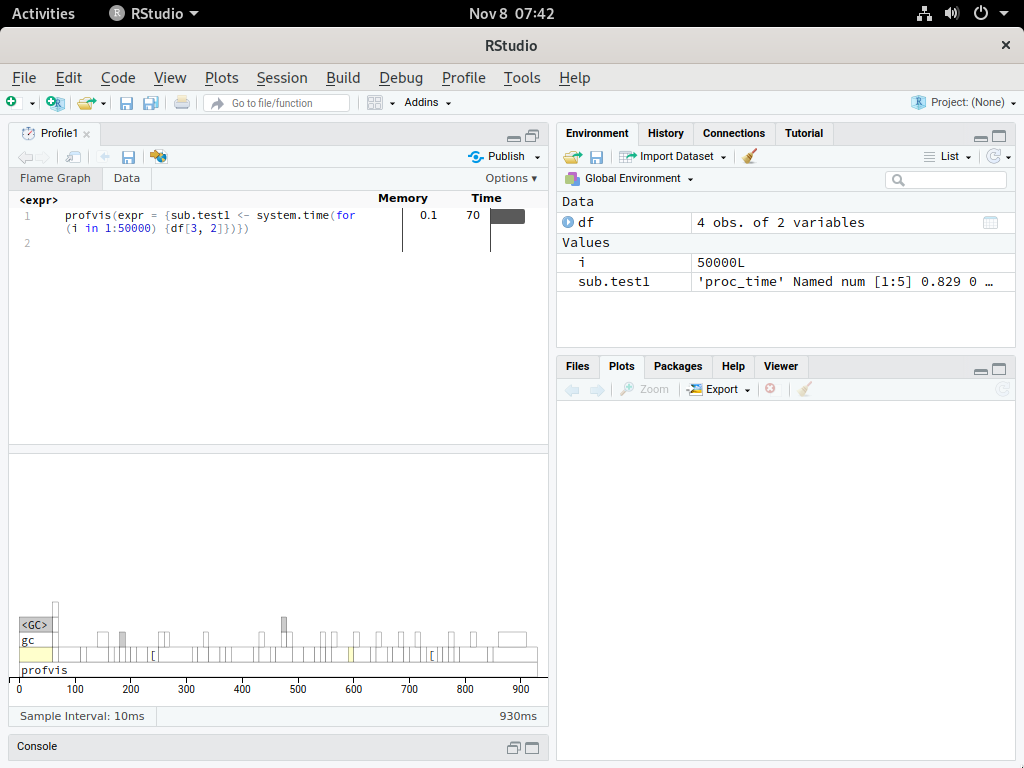 Activities RStudio Nov 8 07:42
RStudio
File Edit Code View Plots Session Build Debug Profile Tools Help
Go to file/function Addins Project: (None)
Profile1
Publish
Flame Graph Data Options ▾
<expr> Memory Time
1 profvis(expr = {sub.test1 <- system.time(for 0.1 70
(i in 1:50000) {df[3, 2]})})
2
<GC>
gc
[ [
profvis
0 100 200 300 400 500 600 700 800 900
Sample Interval: 10ms 930ms
Console
Environment History Connections Tutorial
Import Dataset List
R Global Environment
Data
df 4 obs. of 2 variables
Values
i 50000L
sub.test1 'proc_time' Named num [1:5] 0.829 0 …
Files Plots Packages Help Viewer
Zoom Export